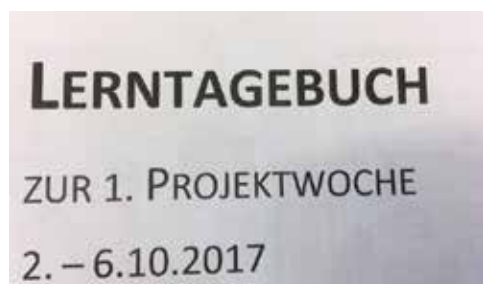 LERNTAGEBUCH
ZUR 1. PROJEKTWOCHE
2. – 6.10.2017